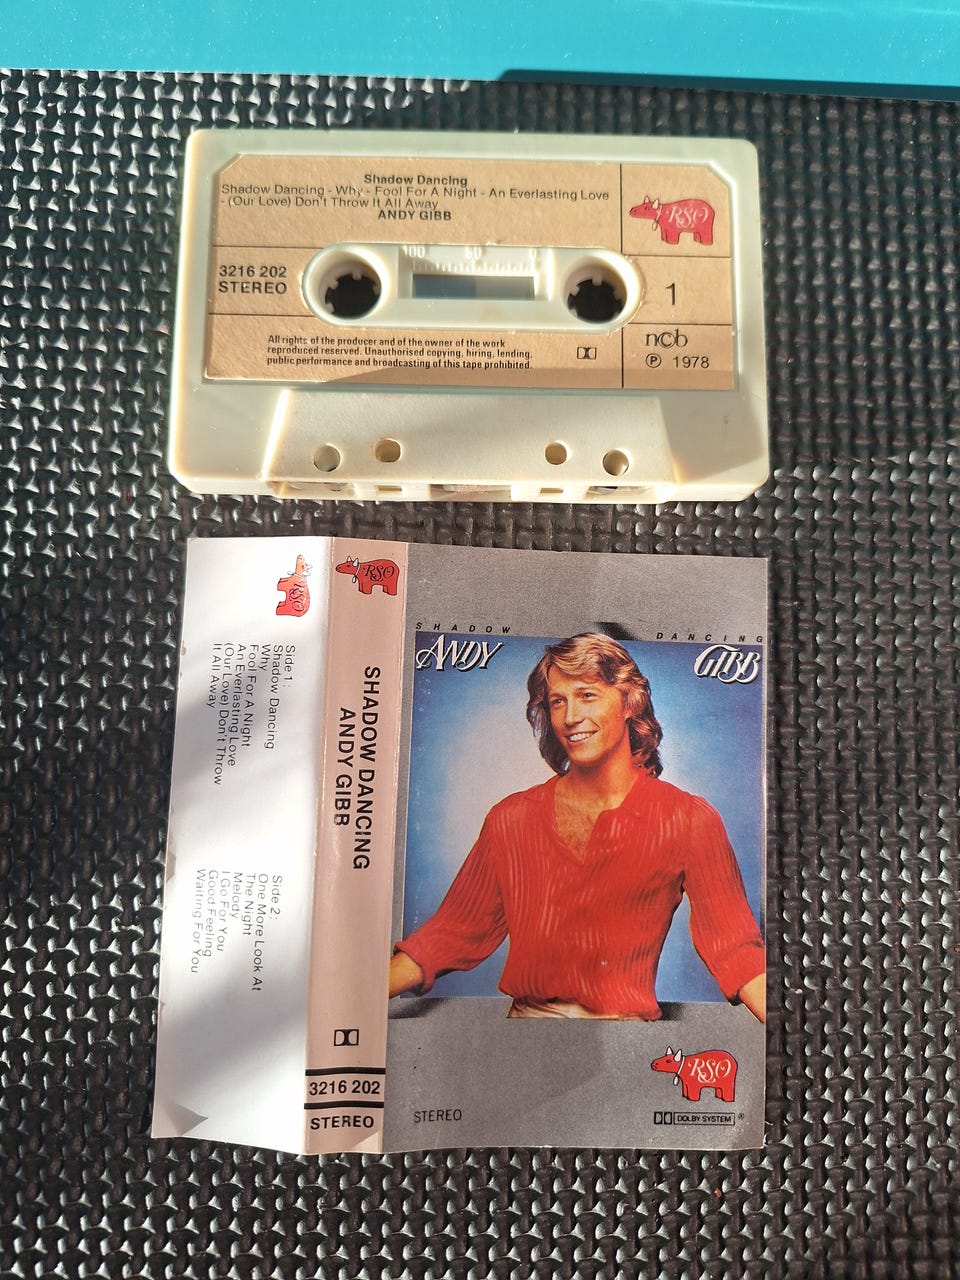 Shadow Dancing
Shadow Dancing - Why - Fool For A Night - An Everlasting Love
- (Our Love) Don't Throw It All Away
ANDY GIBB
RSO
3216 202
STEREO
100 50 0
1
All rights of the producer and of the owner of the work
reproduced reserved. Unauthorised copying, hiring, lending,
public performance and broadcasting of this tape prohibited.
ncb
Ⓟ 1978
RSO
Side 1:
Shadow Dancing
Why
Fool For A Night
An Everlasting Love
(Our Love) Don't Throw
It All Away
Side 2:
One More Look At
The Night
Melody
I Go For You
Good Feeling
Waiting For You
RSO
SHADOW DANCING
ANDY GIBB
3216 202
STEREO
SHADOW DANCING
ANDY GIBB
RSO
STEREO
DOLBY SYSTEM ®